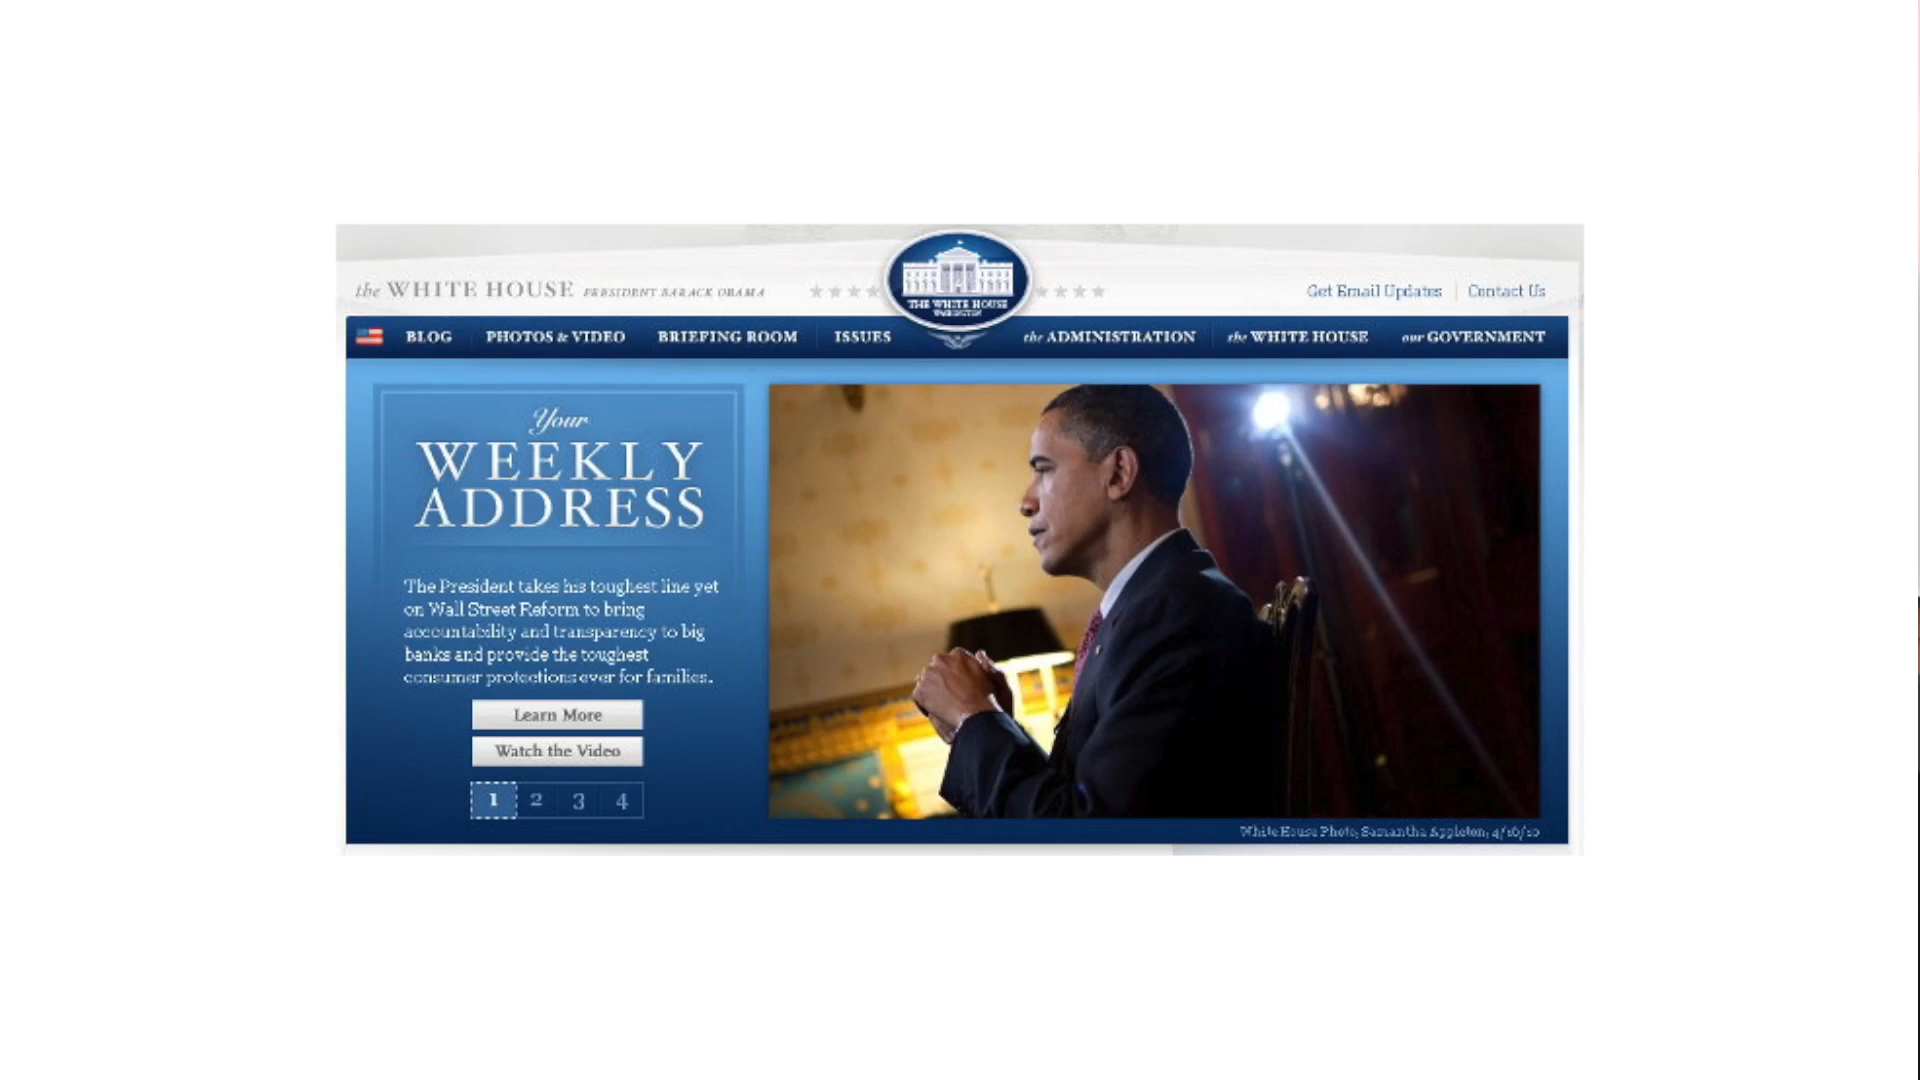 the WHITE HOUSE PRESIDENT BARACK OBAMA
THE WHITE HOUSE
WASHINGTON
Get Email Updates
Contact Us
BLOG
PHOTOS & VIDEO
BRIEFING ROOM
ISSUES
the ADMINISTRATION
the WHITE HOUSE
our GOVERNMENT
Your
WEEKLY
ADDRESS
The President takes his toughest line yet
on Wall Street Reform to bring
accountability and transparency to big
banks and provide the toughest
consumer protections ever for families.
Learn More
Watch the Video
1 2 3 4
White House Photo, Samantha Appleton, 4/16/10